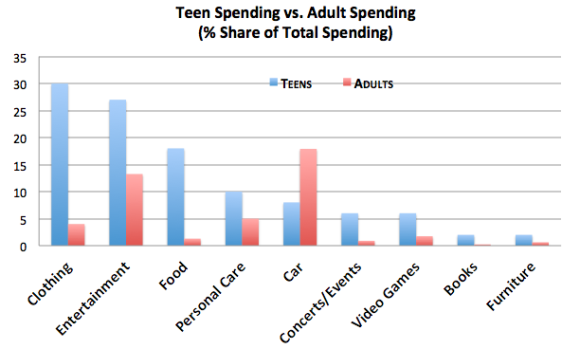 Teen Spending vs. Adult Spending
(% Share of Total Spending)
35
30
25
20
15
10
5
0
TEENS ADULTS
Clothing
Entertainment
Food
Personal Care
Car
Concerts/Events
Video Games
Books
Furniture